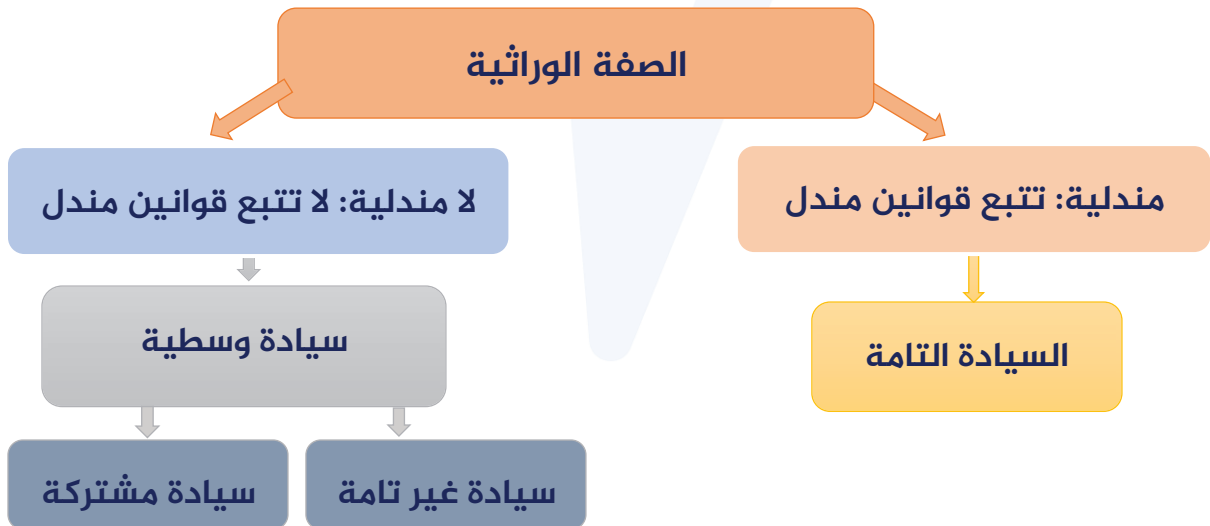 الصفة الوراثية
مندلية: تتبع قوانين مندل
لا مندلية: لا تتبع قوانين مندل
السيادة التامة
سيادة وسطية
سيادة غير تامة
سيادة مشتركة